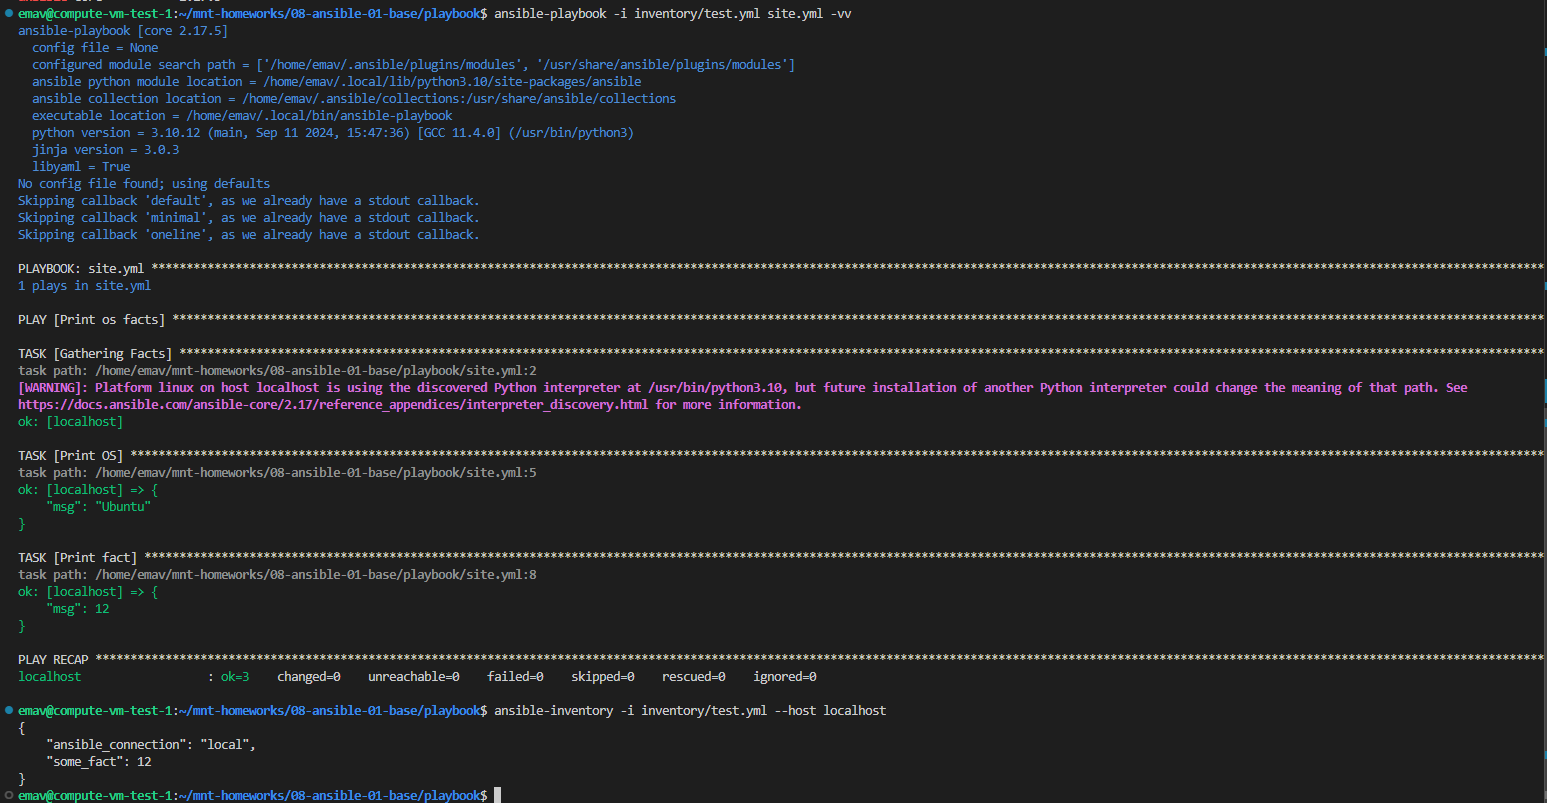 emav@compute-vm-test-1:~/mnt-homeworks/08-ansible-01-base/playbook$ ansible-playbook -i inventory/test.yml site.yml -vv
ansible-playbook [core 2.17.5]
  config file = None
  configured module search path = ['/home/emav/.ansible/plugins/modules', '/usr/share/ansible/plugins/modules']
  ansible python module location = /home/emav/.local/lib/python3.10/site-packages/ansible
  ansible collection location = /home/emav/.ansible/collections:/usr/share/ansible/collections
  executable location = /home/emav/.local/bin/ansible-playbook
  python version = 3.10.12 (main, Sep 11 2024, 15:47:36) [GCC 11.4.0] (/usr/bin/python3)
  jinja version = 3.0.3
  libyaml = True
No config file found; using defaults
Skipping callback 'default', as we already have a stdout callback.
Skipping callback 'minimal', as we already have a stdout callback.
Skipping callback 'oneline', as we already have a stdout callback.
PLAYBOOK: site.yml ****************************************************************
1 plays in site.yml
PLAY [Print os facts] ****************************************************************
TASK [Gathering Facts] ****************************************************************
task path: /home/emav/mnt-homeworks/08-ansible-01-base/playbook/site.yml:2
[WARNING]: Platform linux on host localhost is using the discovered Python interpreter at /usr/bin/python3.10, but future installation of another Python interpreter could change the meaning of that path. See
https://docs.ansible.com/ansible-core/2.17/reference_appendices/interpreter_discovery.html for more information.
ok: [localhost]
TASK [Print OS] ****************************************************************
task path: /home/emav/mnt-homeworks/08-ansible-01-base/playbook/site.yml:5
ok: [localhost] => {
    "msg": "Ubuntu"
}
TASK [Print fact] ****************************************************************
task path: /home/emav/mnt-homeworks/08-ansible-01-base/playbook/site.yml:8
ok: [localhost] => {
    "msg": 12
}
PLAY RECAP ****************************************************************
localhost                  : ok=3    changed=0    unreachable=0    failed=0    skipped=0    rescued=0    ignored=0
emav@compute-vm-test-1:~/mnt-homeworks/08-ansible-01-base/playbook$ ansible-inventory -i inventory/test.yml --host localhost
{
    "ansible_connection": "local",
    "some_fact": 12
}
emav@compute-vm-test-1:~/mnt-homeworks/08-ansible-01-base/playbook$